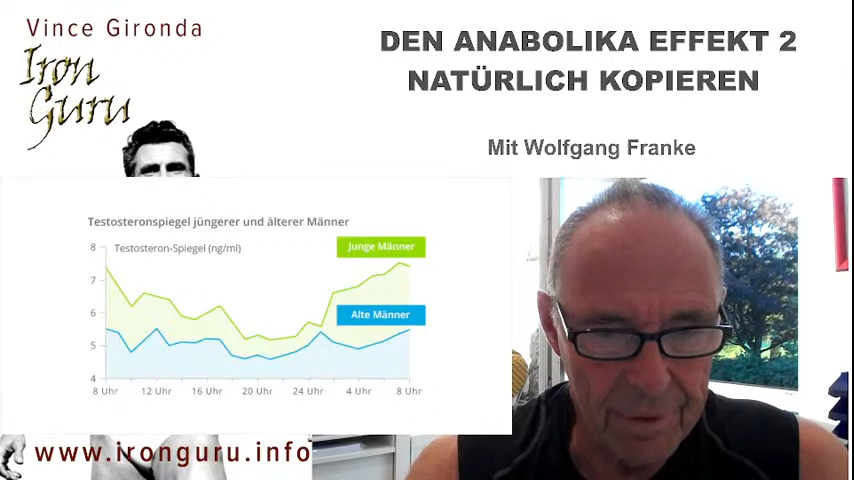 Vince Gironda
Iron
Guru
DEN ANABOLIKA EFFEKT 2
NATÜRLICH KOPIEREN
Mit Wolfgang Franke
Testosteronspiegel jüngerer und älterer Männer
Testosteron-Spiegel (ng/ml)
Junge Männer
Alte Männer
8
7
6
5
4
8 Uhr
12 Uhr
16 Uhr
20 Uhr
24 Uhr
4 Uhr
8 Uhr
www.ironguru.info